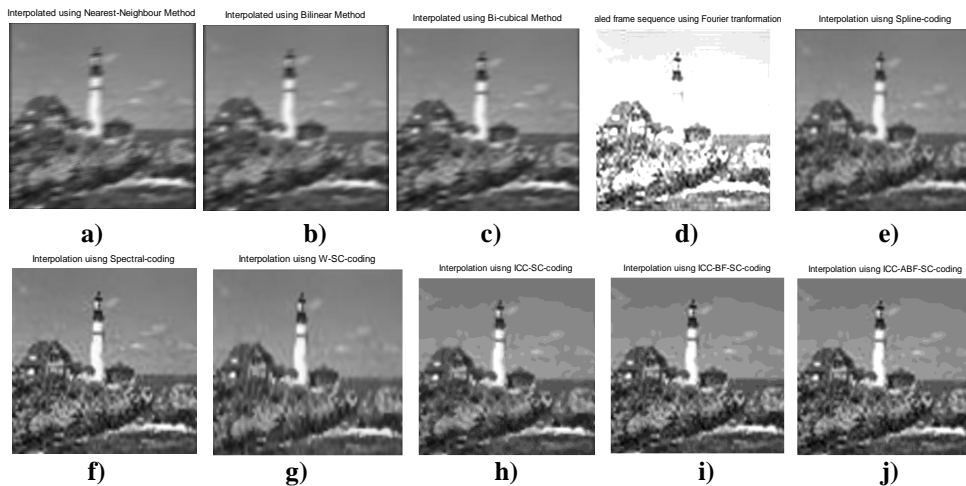 Interpolated using Nearest-Neighbour Method
Interpolated using Bilinear Method
Interpolated using Bi-cubical Method
aled frame sequence using Fourier tranformation
Interpolation uisng Spline-coding
a)
b)
c)
d)
e)
Interpolation uisng Spectral-coding
Interpolation uisng W-SC-coding
Interpolation uisng ICC-SC-coding
Interpolation uisng ICC-BF-SC-coding
Interpolation uisng ICC-ABF-SC-coding
f)
g)
h)
i)
j)